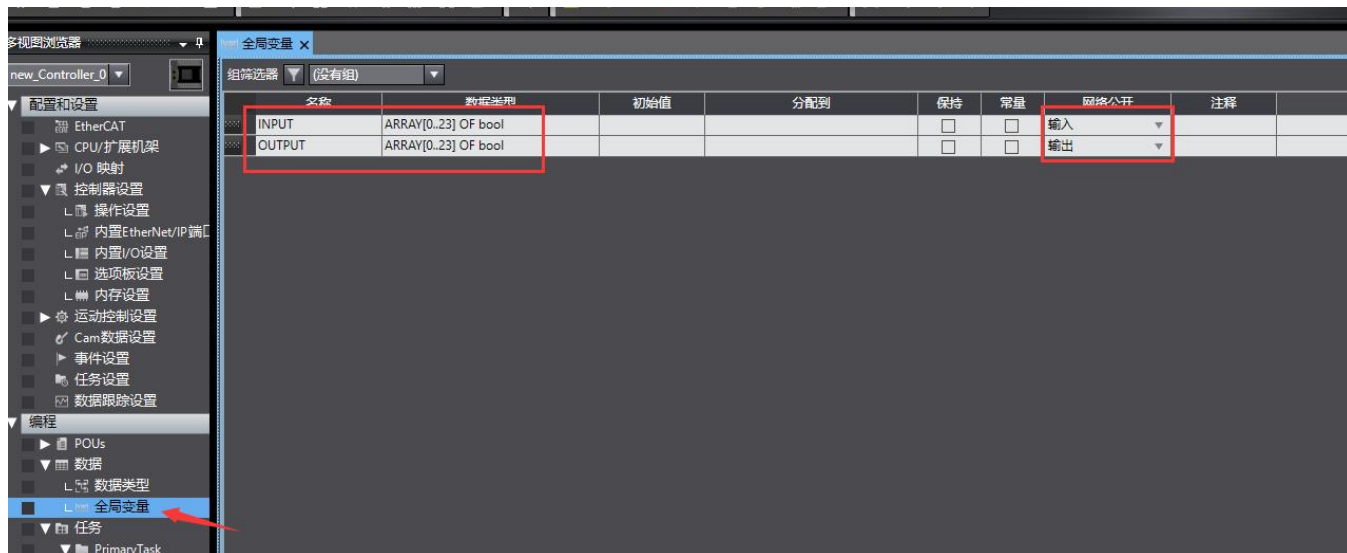 多视图浏览器
全局变量
new_Controller_0
组筛选器 (没有组)
配置和设置
名称 数据类型 初始值 分配到 保持 常量 网络公开 注释
INPUT ARRAY[0..23] OF bool 输入
OUTPUT ARRAY[0..23] OF bool 输出
EtherCAT
CPU/扩展机架
I/O 映射
控制器设置
操作设置
内置EtherNet/IP端口
内置I/O设置
选项板设置
内存设置
运动控制设置
Cam数据设置
事件设置
任务设置
数据跟踪设置
编程
POUs
数据
数据类型
全局变量
任务
PrimaryTask